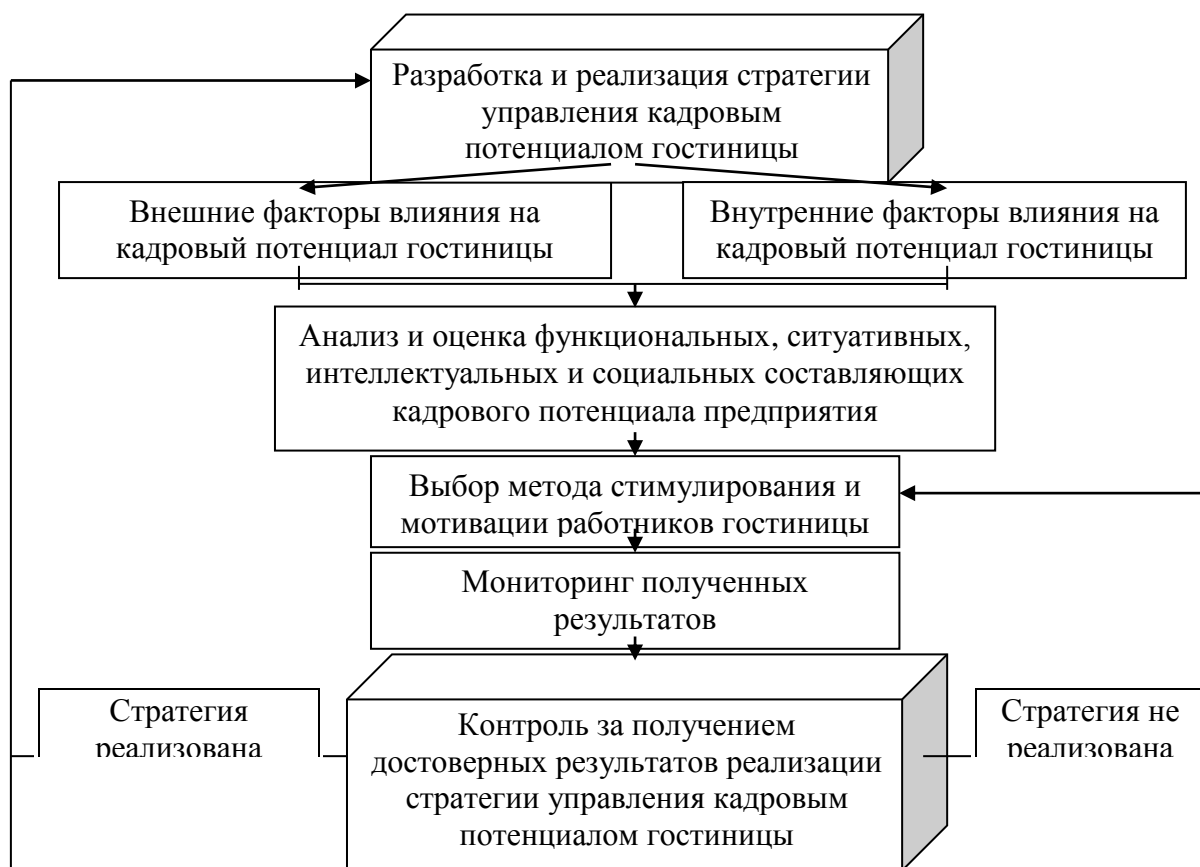 Разработка и реализация стратегии
управления кадровым
потенциалом гостиницы
Внешние факторы влияния на
кадровый потенциал гостиницы
Внутренние факторы влияния на
кадровый потенциал гостиницы
Анализ и оценка функциональных, ситуативных,
интеллектуальных и социальных составляющих
кадрового потенциала предприятия
Выбор метода стимулирования и
мотивации работников гостиницы
Мониторинг полученных
результатов
Стратегия
реализована
Контроль за получением
достоверных результатов реализации
стратегии управления кадровым
потенциалом гостиницы
Стратегия не
реализована